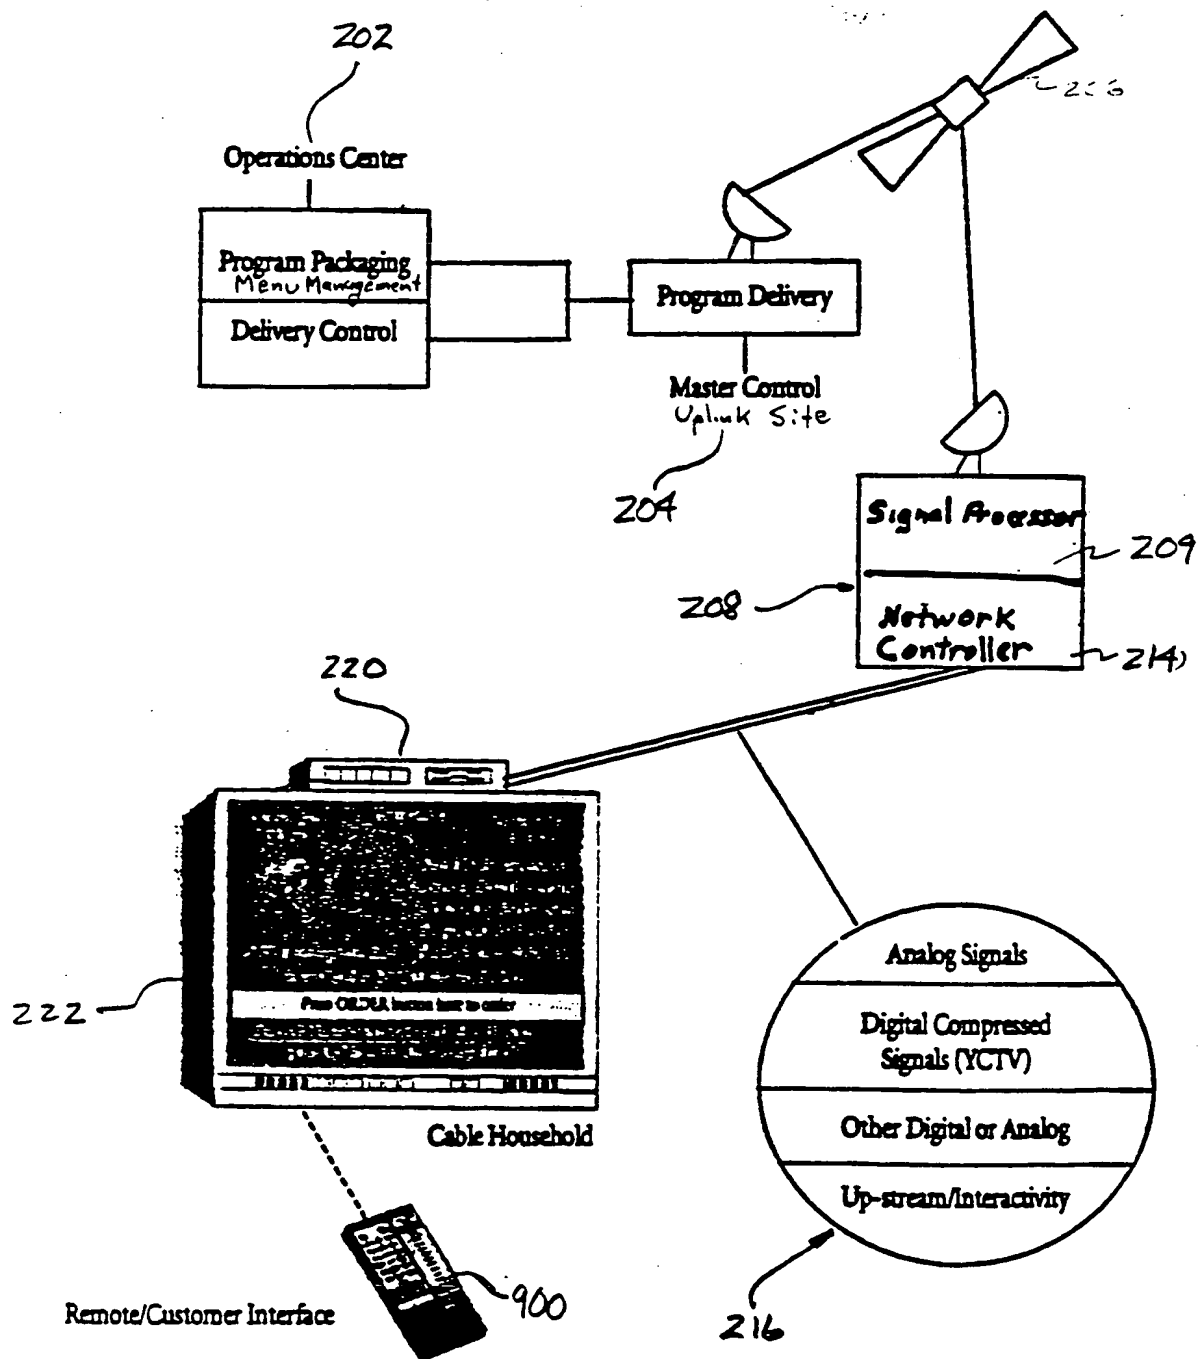 202
206
Operations Center
Program Packaging
Menu Management
Delivery Control
Program Delivery
Master Control
Uplink Site
204
Signal Processor
209
208
Network
Controller
214
220
222
Press ORDER button now to order
Cable Household
Analog Signals
Digital Compressed
Signals (YCTV)
Other Digital or Analog
Up-stream/Interactivity
216
900
Remote/Customer Interface